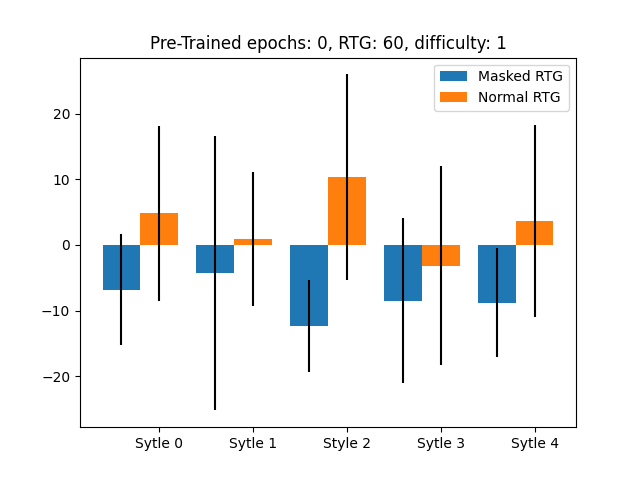 Pre-Trained epochs: 0, RTG: 60, difficulty: 1
Masked RTG
Normal RTG
20
10
0
−10
−20
Sytle 0
Sytle 1
Style 2
Sytle 3
Sytle 4